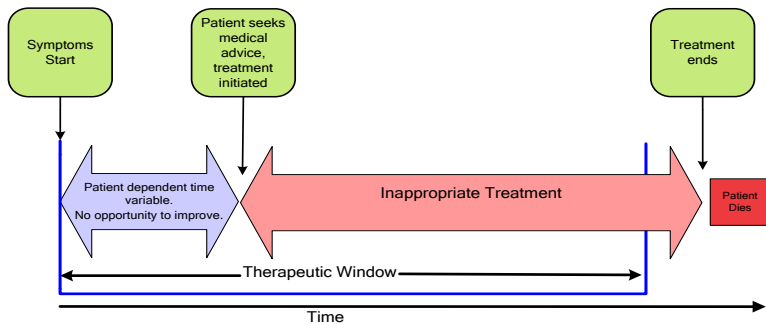 Symptoms
Start
Patient seeks
medical
advice,
treatment
initiated
Treatment
ends
Patient dependent time
variable.
No opportunity to improve.
Inappropriate Treatment
Patient
Dies
Therapeutic Window
Time